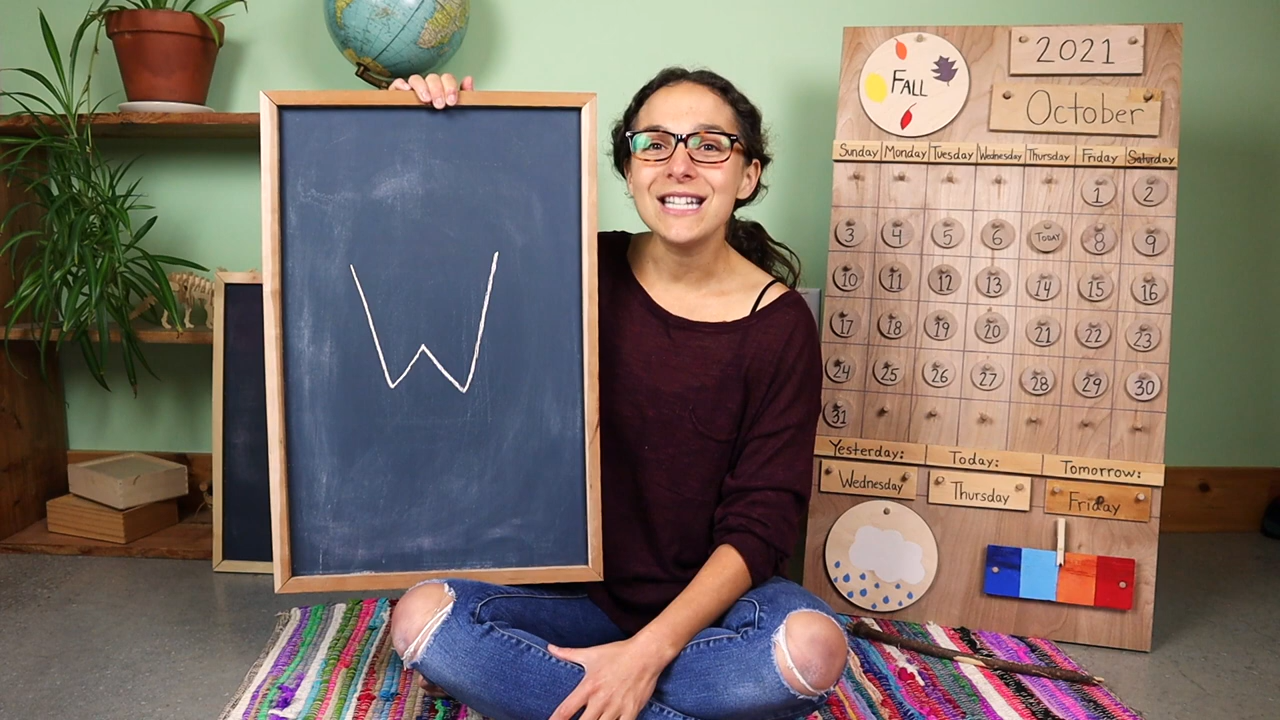 W
FALL
2021
October
Sunday Monday Tuesday Wednesday Thursday Friday Saturday
1 2
3 4 5 6 TODAY 8 9
10 11 12 13 14 15 16
17 18 19 20 21 22 23
24 25 26 27 28 29 30
31
Yesterday: Today: Tomorrow:
Wednesday Thursday Friday